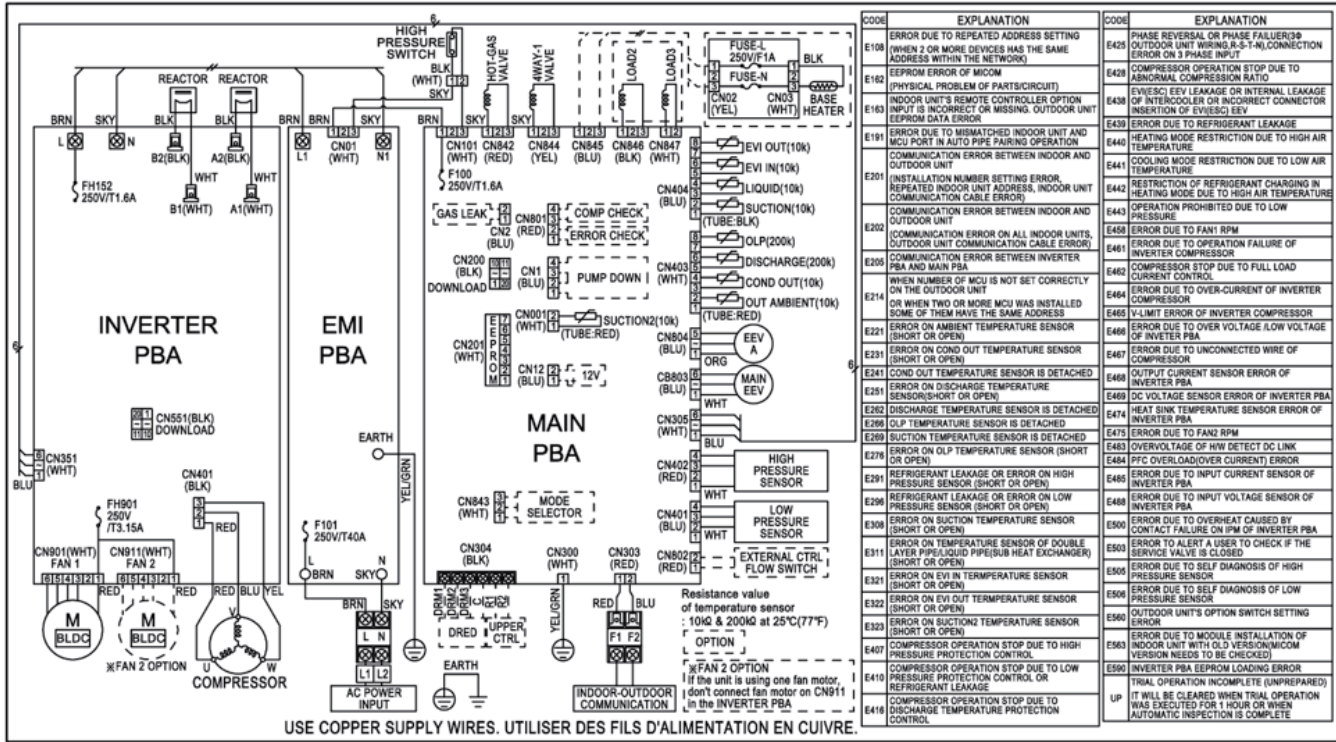 HIGH
PRESSURE
SWITCH
BLK
(WHT)
SKY
HOT-GAS
VALVE
4WAY-1
VALVE
LOAD2
LOAD3
FUSE-L
250V/F1A
BLK
FUSE-N
CN02
(YEL)
CN03
(WHT)
BASE
HEATER
REACTOR REACTOR
BRN SKY BRN SKY
BLK BLK
L N
B2(BLK) A2(BLK)
WHT WHT
B1(WHT) A1(WHT)
FH152
250V/T1.6A
L1 N1
CN01
(WHT)
CN101
(WHT)
CN842
(RED)
CN844
(YEL)
CN845
(BLU)
CN846
(BLK)
CN847
(WHT)
F100
250V/T1.6A
GAS LEAK
CN2
(BLU)
CN801
(RED)
COMP CHECK
ERROR CHECK
CN200
(BLK)
DOWNLOAD
CN1
(BLU)
PUMP DOWN
CN001
(WHT)
SUCTION2(10k)
(TUBE:RED)
CN201
(WHT)
EEPROM
CN12
(BLU)
12V
CN404
(BLU)
EVI OUT(10k)
EVI IN(10k)
LIQUID(10k)
SUCTION(10k)
(TUBE:BLK)
CN403
(WHT)
OLP(200k)
DISCHARGE(200k)
COND OUT(10k)
OUT AMBIENT(10k)
(TUBE:RED)
CN804
(BLU)
EEV
A
ORG
CB803
(BLU)
MAIN
EEV
WHT
CN305
(WHT)
BLU
CN402
(RED)
HIGH
PRESSURE
SENSOR
WHT
CN401
(BLU)
LOW
PRESSURE
SENSOR
WHT
CN802
(RED)
EXTERNAL CTRL
FLOW SWITCH
INVERTER
PBA
EMI
PBA
MAIN
PBA
CN551(BLK)
DOWNLOAD
CN351
(WHT)
BLU
CN401
(BLK)
RED
FH901
250V
/T3.15A
CN901(WHT)
FAN 1
CN911(WHT)
FAN 2
RED RED
RED BLU YEL
M
BLDC
M
BLDC
※FAN 2 OPTION
V
U W
COMPRESSOR
EARTH
YEL/GRN
F101
250V/T40A
L N
BRN SKY
BRN SKY
L N
L1 L2
AC POWER
INPUT
CN843
(WHT)
MODE
SELECTOR
CN304
(BLK)
DRM1
DRM2
DRM3
C
R1
R2
DRED
UPPER
CTRL
EARTH
CN300
(WHT)
YEL/GRN
CN303
(RED)
RED BLU
F1 F2
INDOOR-OUTDOOR
COMMUNICATION
Resistance value
of temperature sensor
: 10kΩ & 200kΩ at 25℃(77℉)
OPTION
※FAN 2 OPTION
If the unit is using one fan motor,
don't connect fan motor on CN911
in the INVERTER PBA
USE COPPER SUPPLY WIRES. UTILISER DES FILS D'ALIMENTATION EN CUIVRE.
CODE EXPLANATION
E108 ERROR DUE TO REPEATED ADDRESS SETTING
(WHEN 2 OR MORE DEVICES HAS THE SAME
ADDRESS WITHIN THE NETWORK)
E162 EEPROM ERROR OF MICOM
(PHYSICAL PROBLEM OF PARTS/CIRCUIT)
E163 INDOOR UNIT'S REMOTE CONTROLLER OPTION
INPUT IS INCORRECT OR MISSING. OUTDOOR UNIT
EEPROM DATA ERROR
E191 ERROR DUE TO MISMATCHED INDOOR UNIT AND
MCU PORT IN AUTO PIPE PAIRING OPERATION
E201 COMMUNICATION ERROR BETWEEN INDOOR AND
OUTDOOR UNIT
(INSTALLATION NUMBER SETTING ERROR,
REPEATED INDOOR UNIT ADDRESS, INDOOR UNIT
COMMUNICATION CABLE ERROR)
E202 COMMUNICATION ERROR BETWEEN INDOOR AND
OUTDOOR UNIT
(COMMUNICATION ERROR ON ALL INDOOR UNITS,
OUTDOOR UNIT COMMUNICATION CABLE ERROR)
E205 COMMUNICATION ERROR BETWEEN INVERTER
PBA AND MAIN PBA
E214 WHEN NUMBER OF MCU IS NOT SET CORRECTLY
ON THE OUTDOOR UNIT
OR WHEN TWO OR MORE MCU WAS INSTALLED
SOME OF THEM HAVE THE SAME ADDRESS
E221 ERROR ON AMBIENT TEMPERATURE SENSOR
(SHORT OR OPEN)
E231 ERROR ON COND OUT TEMPERATURE SENSOR
(SHORT OR OPEN)
E241 COND OUT TEMPERATURE SENSOR IS DETACHED
E251 ERROR ON DISCHARGE TEMPERATURE
SENSOR(SHORT OR OPEN)
E262 DISCHARGE TEMPERATURE SENSOR IS DETACHED
E266 OLP TEMPERATURE SENSOR IS DETACHED
E269 SUCTION TEMPERATURE SENSOR IS DETACHED
E276 ERROR ON OLP TEMPERATURE SENSOR (SHORT
OR OPEN)
E291 REFRIGERANT LEAKAGE OR ERROR ON HIGH
PRESSURE SENSOR (SHORT OR OPEN)
E296 REFRIGERANT LEAKAGE OR ERROR ON LOW
PRESSURE SENSOR (SHORT OR OPEN)
E308 ERROR ON SUCTION TEMPERATURE SENSOR
(SHORT OR OPEN)
E311 ERROR ON TEMPERATURE SENSOR OF DOUBLE
LAYER PIPE/LIQUID PIPE(SUB HEAT EXCHANGER)
(SHORT OR OPEN)
E321 ERROR ON EVI IN TERMPERATURE SENSOR
(SHORT OR OPEN)
E322 ERROR ON EVI OUT TERMPERATURE SENSOR
(SHORT OR OPEN)
E323 ERROR ON SUCTION2 TEMPERATURE SENSOR
(SHORT OR OPEN)
E407 COMPRESSOR OPERATION STOP DUE TO HIGH
PRESSURE PROTECTION CONTROL
E410 COMPRESSOR OPERATION STOP DUE TO LOW
PRESSURE PROTECTION CONTROL OR
REFRIGERANT LEAKAGE
E416 COMPRESSOR OPERATION STOP DUE TO
DISCHARGE TEMPERATURE PROTECTION
CONTROL
CODE EXPLANATION
E425 PHASE REVERSAL OR PHASE FAILUER(3Φ
OUTDOOR UNIT WIRING,R-S-T-N),CONNECTION
ERROR ON 3 PHASE INPUT
E428 COMPRESSOR OPERATION STOP DUE TO
ABNORMAL COMPRESSION RATIO
E438 EVI(ESC) EEV LEAKAGE OR INTERNAL LEAKAGE
OF INTERCOOLER OR INCORRECT CONNECTOR
INSERTION OF EVI(ESC) EEV
E439 ERROR DUE TO REFRIGERANT LEAKAGE
E440 HEATING MODE RESTRICTION DUE TO HIGH AIR
TEMPERATURE
E441 COOLING MODE RESTRICTION DUE TO LOW AIR
TEMPERATURE
E442 RESTRICTION OF REFRIGERANT CHARGING IN
HEATING MODE DUE TO HIGH AIR TEMPERATURE
E443 OPERATION PROHIBITED DUE TO LOW
PRESSURE
E458 ERROR DUE TO FAN1 RPM
E461 ERROR DUE TO OPERATION FAILURE OF
INVERTER COMPRESSOR
E462 COMPRESSOR STOP DUE TO FULL LOAD
CURRENT CONTROL
E464 ERROR DUE TO OVER-CURRENT OF INVERTER
COMPRESSOR
E465 V-LIMIT ERROR OF INVERTER COMPRESSOR
E466 ERROR DUE TO OVER VOLTAGE /LOW VOLTAGE
OF INVETER PBA
E467 ERROR DUE TO UNCONNECTED WIRE OF
COMPRESSOR
E468 OUTPUT CURRENT SENSOR ERROR OF
INVERTER PBA
E469 DC VOLTAGE SENSOR ERROR OF INVERTER PBA
E474 HEAT SINK TEMPERATURE SENSOR ERROR OF
INVERTER PBA
E475 ERROR DUE TO FAN2 RPM
E483 OVERVOLTAGE OF H/W DETECT DC LINK
E484 PFC OVERLOAD(OVER CURRENT) ERROR
E485 ERROR DUE TO INPUT CURRENT SENSOR OF
INVERTER PBA
E488 ERROR DUE TO INPUT VOLTAGE SENSOR OF
INVERTER PBA
E500 ERROR DUE TO OVERHEAT CAUSED BY
CONTACT FAILURE ON IPM OF INVERTER PBA
E503 ERROR TO ALERT A USER TO CHECK IF THE
SERVICE VALVE IS CLOSED
E505 ERROR DUE TO SELF DIAGNOSIS OF HIGH
PRESSURE SENSOR
E506 ERROR DUE TO SELF DIAGNOSIS OF LOW
PRESSURE SENSOR
E560 OUTDOOR UNIT'S OPTION SWITCH SETTING
ERROR
E563 ERROR DUE TO MODULE INSTALLATION OF
INDOOR UNIT WITH OLD VERSION(MICOM
VERSION NEEDS TO BE CHECKED)
E590 INVERTER PBA EEPROM LOADING ERROR
UP TRIAL OPERATION INCOMPLETE (UNPREPARED)
IT WILL BE CLEARED WHEN TRIAL OPERATION
WAS EXECUTED FOR 1 HOUR OR WHEN
AUTOMATIC INSPECTION IS COMPLETE